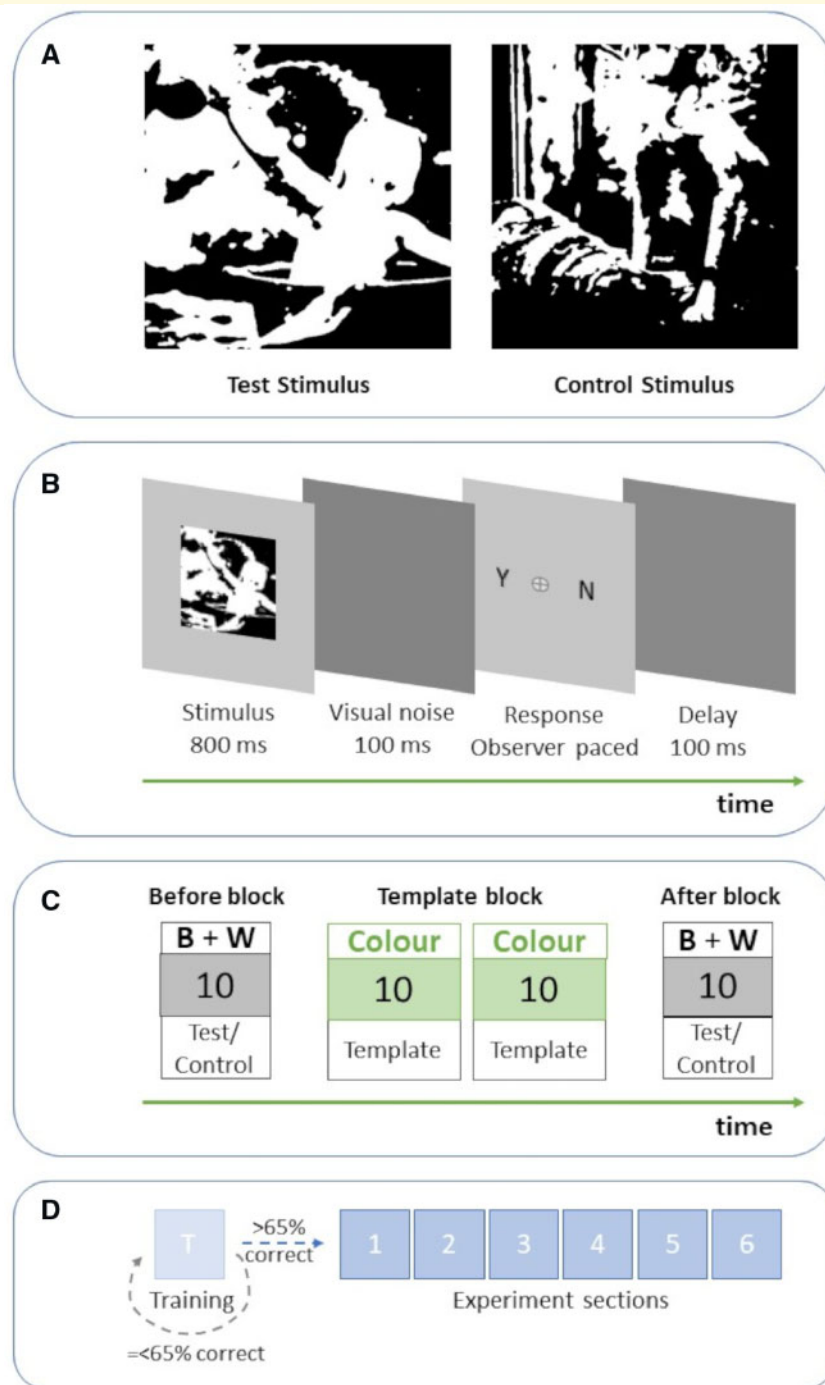 A
Test Stimulus Control Stimulus
B
Y N
Stimulus Visual noise Response Delay
800 ms 100 ms Observer paced 100 ms
time
C
Before block Template block After block
B + W Colour Colour B + W
10 10 10 10
Test/ Template Template Test/
Control Control
time
D
T >65% 1 2 3 4 5 6
correct
Training Experiment sections
=<65% correct